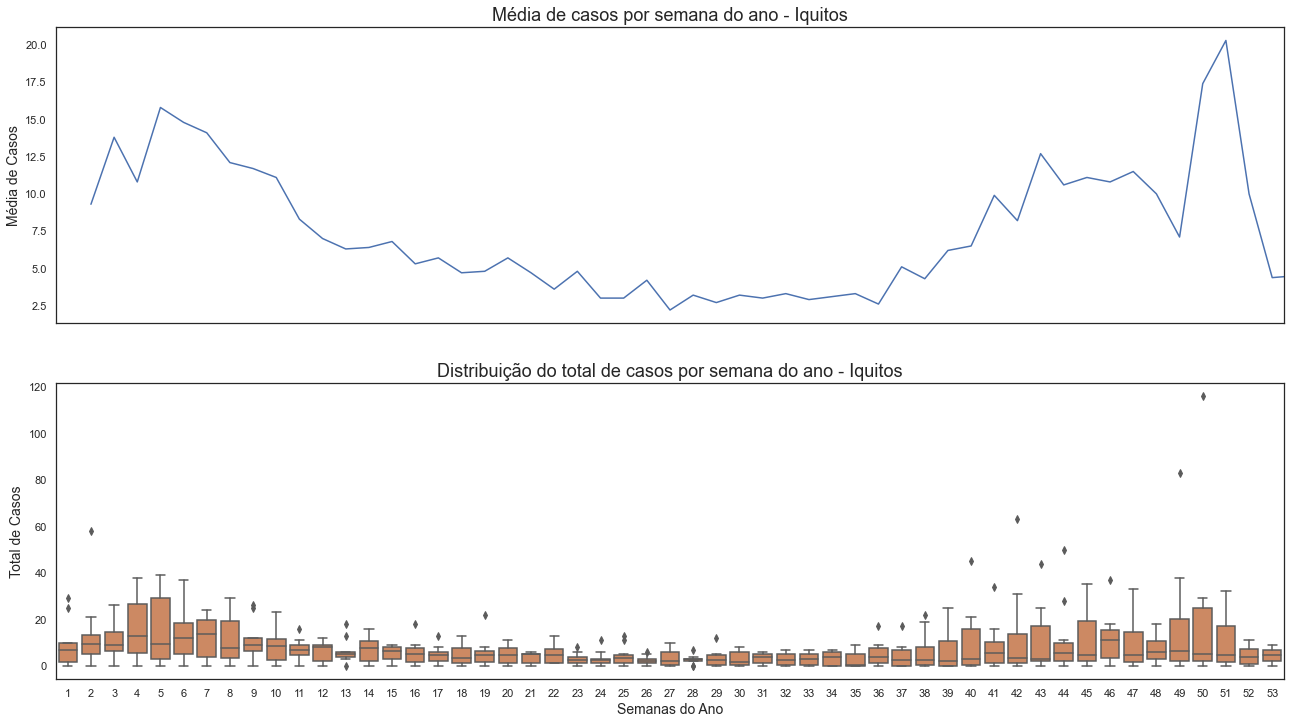 Média de casos por semana do ano - Iquitos
Média de Casos
20.0
17.5
15.0
12.5
10.0
7.5
5.0
2.5
Distribuição do total de casos por semana do ano - Iquitos
Total de Casos
120
100
80
60
40
20
0
1 2 3 4 5 6 7 8 9 10 11 12 13 14 15 16 17 18 19 20 21 22 23 24 25 26 27 28 29 30 31 32 33 34 35 36 37 38 39 40 41 42 43 44 45 46 47 48 49 50 51 52 53
Semanas do Ano